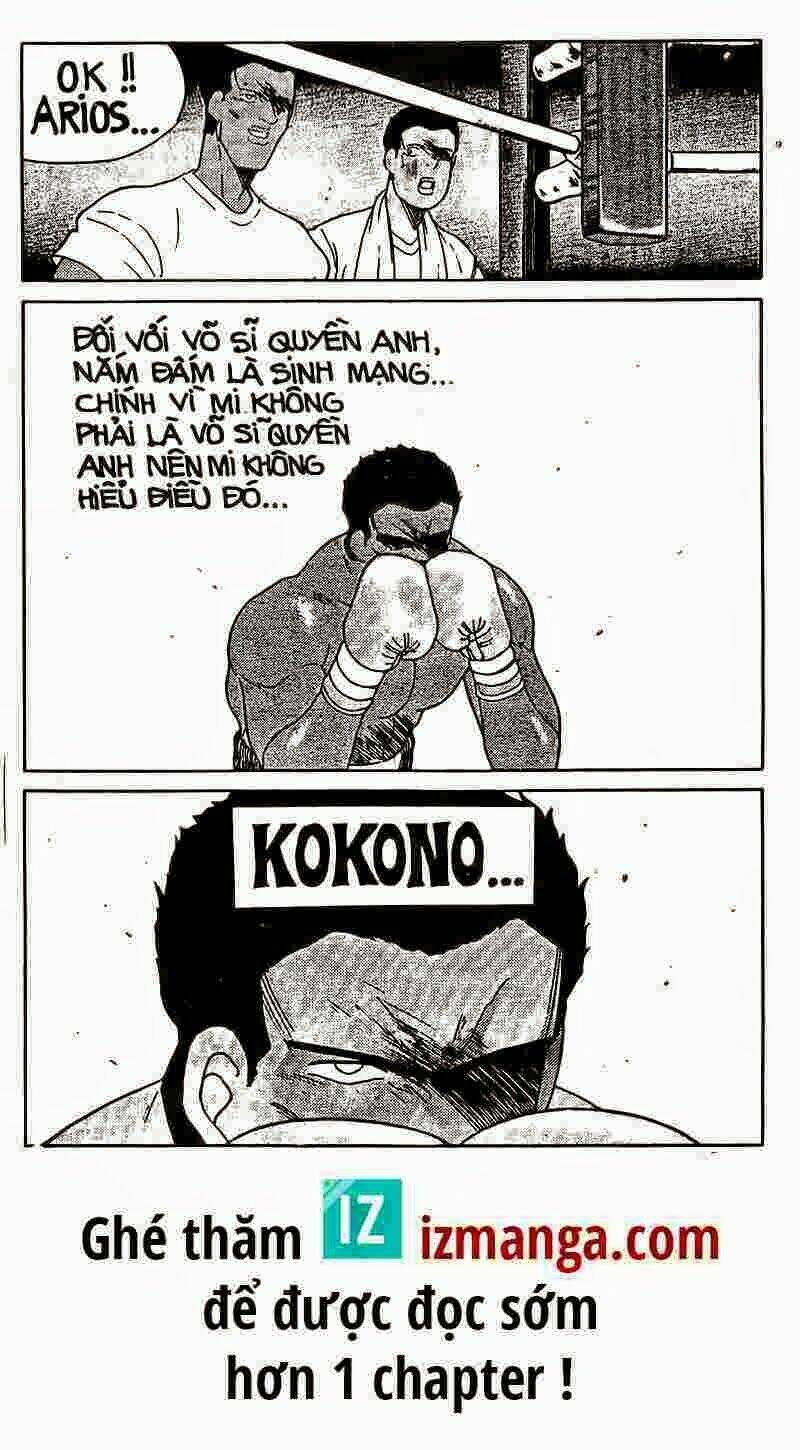 OK !!
ARIOS...
ĐỐI VỚI VÕ SĨ QUYỀN ANH,
NẮM ĐẤM LÀ SINH MẠNG...
CHÍNH VÌ MI KHÔNG
PHẢI LÀ VÕ SĨ QUYỀN
ANH NÊN MI KHÔNG
HIỂU ĐIỀU ĐÓ...
KOKONO...
Ghé thăm IZ izmanga.com
để được đọc sớm
hơn 1 chapter !